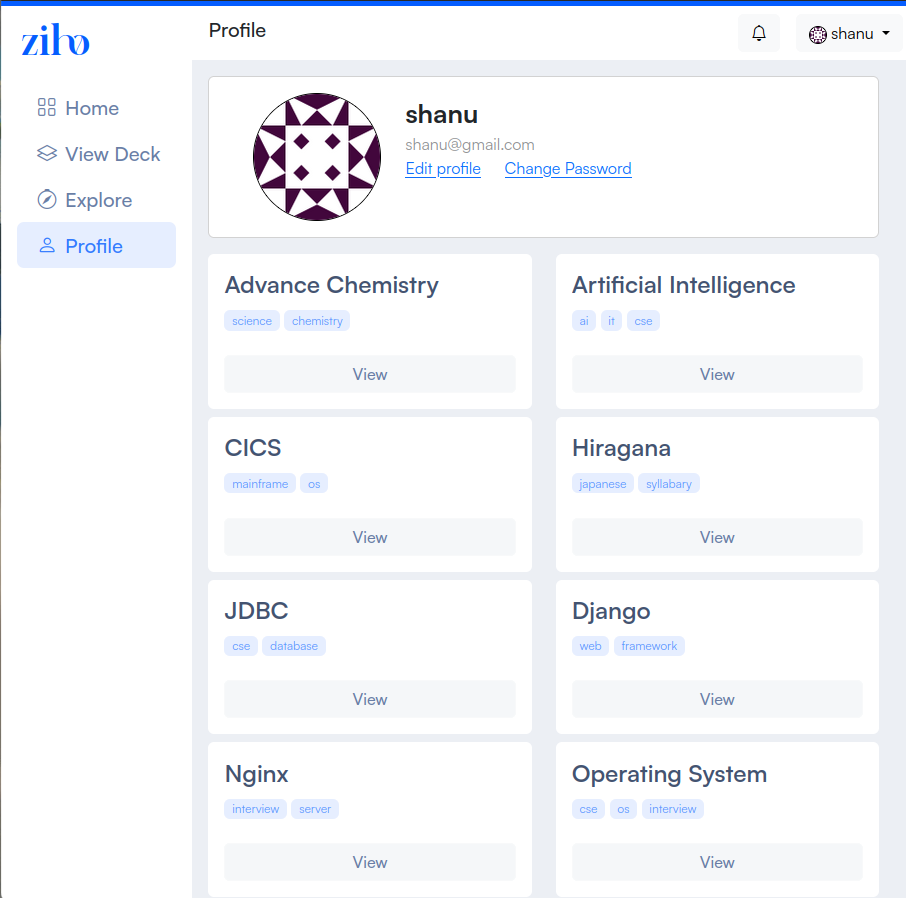 ziho
Profile
shanu
Home
View Deck
Explore
Profile
shanu
shanu@gmail.com
Edit profile Change Password
Advance Chemistry
science chemistry
View
Artificial Intelligence
ai it cse
View
CICS
mainframe os
View
Hiragana
japanese syllabary
View
JDBC
cse database
View
Django
web framework
View
Nginx
interview server
View
Operating System
cse os interview
View